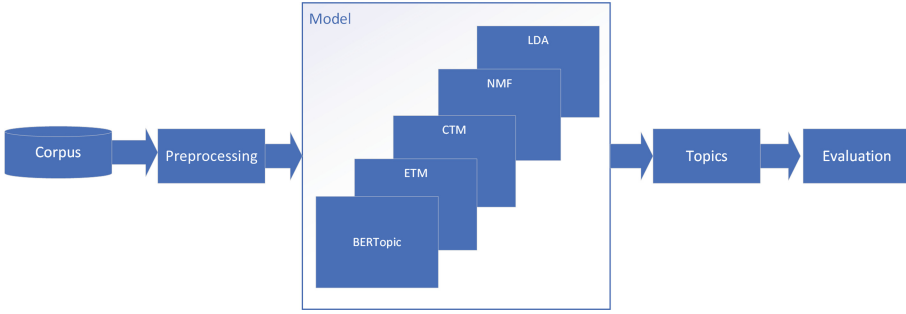 Model
LDA
NMF
CTM
ETM
BERTopic
Corpus
Preprocessing
Topics
Evaluation